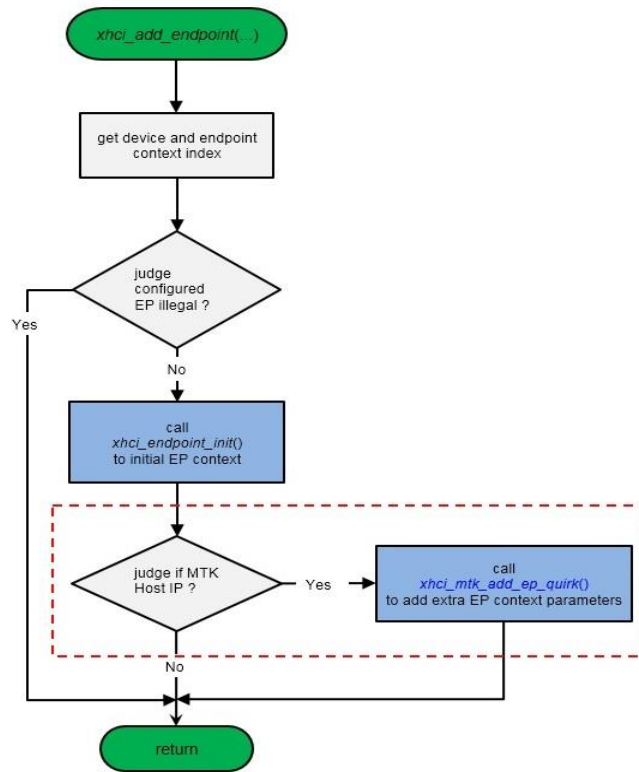 xhci_add_endpoint(...)
get device and endpoint
context index
judge
configured
EP illegal ?
Yes
No
call
xhci_endpoint_init()
to initial EP context
judge if MTK
Host IP ?
Yes
call
xhci_mtk_add_ep_quirk()
to add extra EP context parameters
No
return